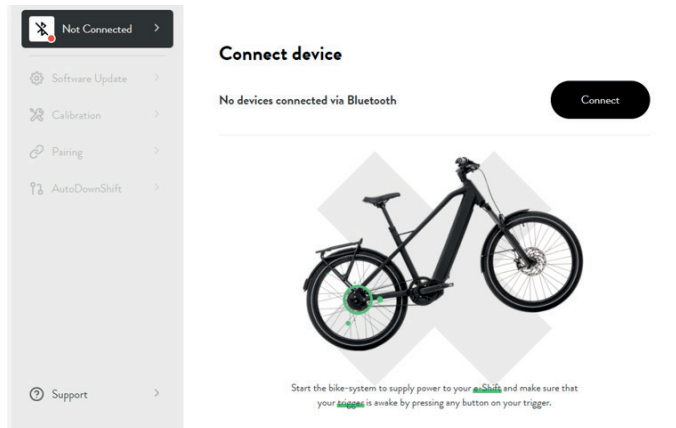 Not Connected
Software Update
Calibration
Pairing
AutoDownShift
Support
Connect device
No devices connected via Bluetooth
Connect
Start the bike-system to supply power to your e-Shift and make sure that
your trigger is awake by pressing any button on your trigger.